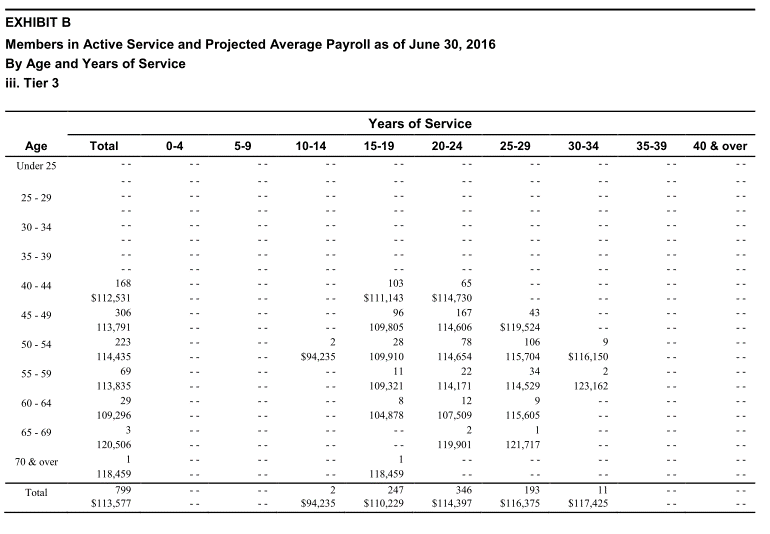 EXHIBIT B
Members in Active Service and Projected Average Payroll as of June 30, 2016
By Age and Years of Service
iii. Tier 3
Years of Service
Age Total 0-4 5-9 10-14 15-19 20-24 25-29 30-34 35-39 40 & over
Under 25 - - - - - - - - - - - - - - - - - - - -
- - - - - - - - - - - - - - - - - - - -
25 - 29 - - - - - - - - - - - - - - - - - - - -
- - - - - - - - - - - - - - - - - - - -
30 - 34 - - - - - - - - - - - - - - - - - - - -
- - - - - - - - - - - - - - - - - - - -
35 - 39 - - - - - - - - - - - - - - - - - - - -
- - - - - - - - - - - - - - - - - - - -
40 - 44 168 - - - - - - 103 65 - - - - - - - -
$112,531 - - - - - - $111,143 $114,730 - - - - - - - -
45 - 49 306 - - - - - - 96 167 43 - - - - - -
113,791 - - - - - - 109,805 114,606 $119,524 - - - - - -
50 - 54 223 - - - - 2 28 78 106 9 - - - -
114,435 - - - - $94,235 109,910 114,654 115,704 $116,150 - - - -
55 - 59 69 - - - - - - 11 22 34 2 - - - -
113,835 - - - - - - 109,321 114,171 114,529 123,162 - - - -
60 - 64 29 - - - - - - 8 12 9 - - - - - -
109,296 - - - - - - 104,878 107,509 115,605 - - - - - -
65 - 69 3 - - - - - - - - 2 1 - - - - - -
120,506 - - - - - - - - 119,901 121,717 - - - - - -
70 & over 1 - - - - - - 1 - - - - - - - - - -
118,459 - - - - - - 118,459 - - - - - - - - - -
Total 799 - - - - 2 247 346 193 11 - - - -
$113,577 - - - - $94,235 $110,229 $114,397 $116,375 $117,425 - - - -